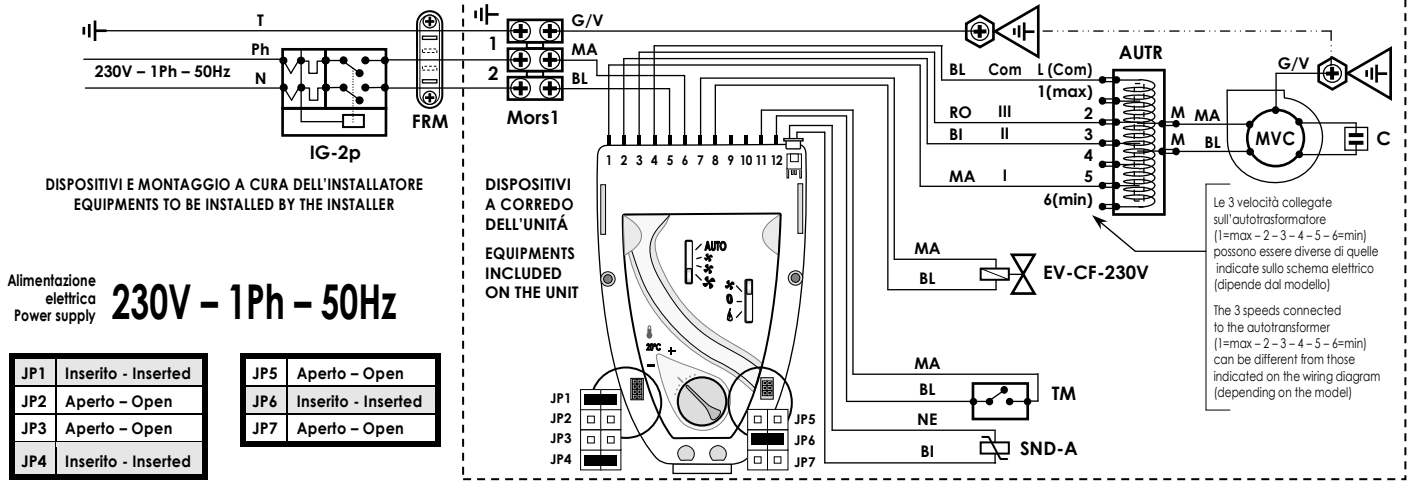 T
G/V
Ph
1
MA
230V – 1Ph – 50Hz
N
2
BL
FRM
Mors1
IG-2p
DISPOSITIVI E MONTAGGIO A CURA DELL'INSTALLATORE
EQUIPMENTS TO BE INSTALLED BY THE INSTALLER
Alimentazione
elettrica
Power supply
230V – 1Ph – 50Hz
JP1 Inserito - Inserted
JP2 Aperto – Open
JP3 Aperto – Open
JP4 Inserito - Inserted
JP5 Aperto – Open
JP6 Inserito - Inserted
JP7 Aperto – Open
DISPOSITIVI
A CORREDO
DELL'UNITÁ
EQUIPMENTS
INCLUDED
ON THE UNIT
1 2 3 4 5 6 7 8 9 10 11 12
AUTO
0
20°C +
–
JP1
JP2
JP3
JP4
JP5
JP6
JP7
AUTR
BL Com L (Com)
1(max)
RO III 2
BI II 3
4
MA I 5
6(min)
M MA
M BL
G/V
MVC
C
MA
BL
EV-CF-230V
MA
BL
TM
NE
BI
SND-A
Le 3 velocità collegate
sull'autotrasformatore
(1=max – 2 – 3 – 4 – 5 – 6=min)
possono essere diverse di quelle
indicate sullo schema elettrico
(dipende dal modello)
The 3 speeds connected
to the autotransformer
(1=max – 2 – 3 – 4 – 5 – 6=min)
can be different from those
indicated on the wiring diagram
(depending on the model)